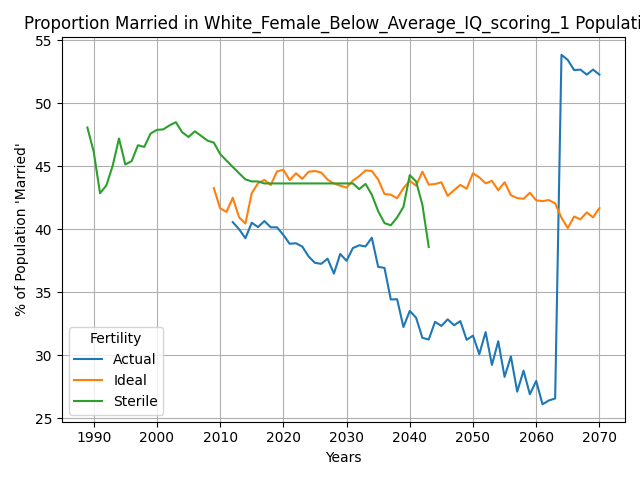 Proportion Married in White_Female_Below_Average_IQ_scoring_1 Populati
55
50
45
40
35
30
25
% of Population 'Married'
Fertility
Actual
Ideal
Sterile
1990 2000 2010 2020 2030 2040 2050 2060 2070
Years